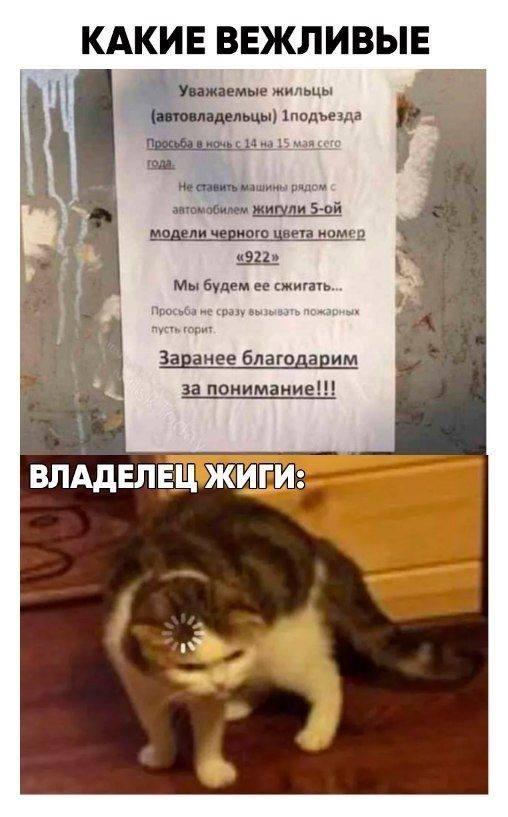 КАКИЕ ВЕЖЛИВЫЕ
Уважаемые жильцы
(автовладельцы) 1подъезда
Просьба в ночь с 14 на 15 мая сего
года.
Не ставить машины рядом с
автомобилем жигули 5-ой
модели черного цвета номер
«922»
Мы будем ее сжигать...
Просьба не сразу вызывать пожарных
пусть горит.
Заранее благодарим
за понимание!!!
ВЛАДЕЛЕЦ ЖИГИ: